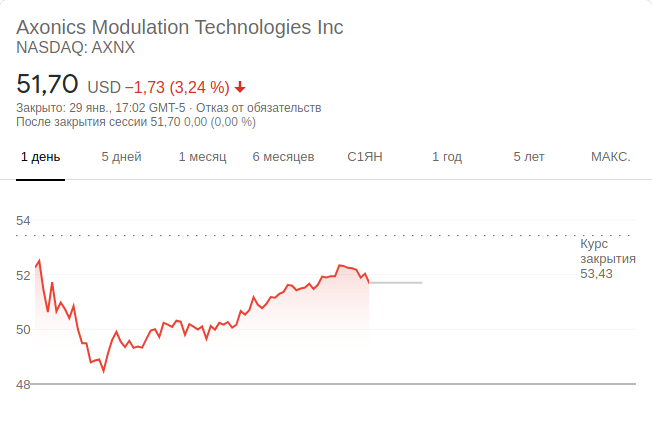 Axonics Modulation Technologies Inc
NASDAQ: AXNX
51,70 USD −1,73 (3,24 %)
Закрыто: 29 янв., 17:02 GMT-5 · Отказ от обязательств
После закрытия сессии 51,70 0,00 (0,00 %)
1 день 5 дней 1 месяц 6 месяцев С1ЯН 1 год 5 лет МАКС.
54
Курс
закрытия
53,43
52
50
48